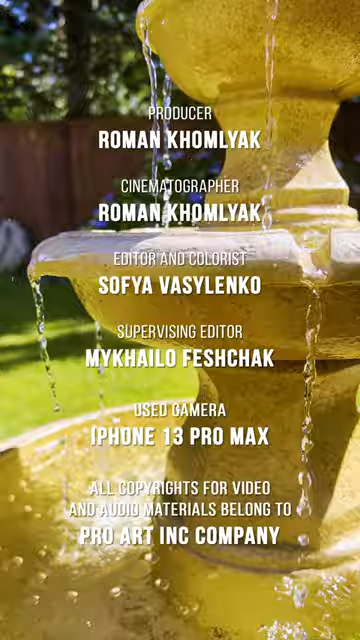 PRODUCER
ROMAN KHOMLYAK
CINEMATOGRAPHER
ROMAN KHOMLYAK
EDITOR AND COLORIST
SOFYA VASYLENKO
SUPERVISING EDITOR
MYKHAILO FESHCHAK
USED CAMERA
IPHONE 13 PRO MAX
ALL COPYRIGHTS FOR VIDEO
AND AUDIO MATERIALS BELONG TO
PRO ART INC COMPANY